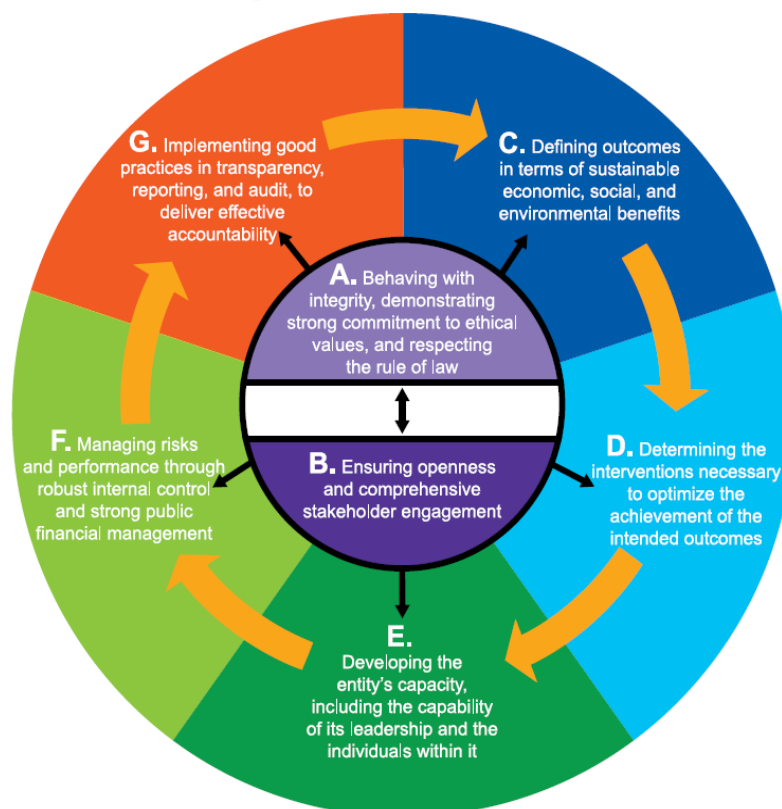 G. Implementing good
practices in transparency,
reporting, and audit, to
deliver effective
accountability
C. Defining outcomes
in terms of sustainable
economic, social, and
environmental benefits
A. Behaving with
integrity, demonstrating
strong commitment to ethical
values, and respecting
the rule of law
F. Managing risks
and performance through
robust internal control
and strong public
financial management
B. Ensuring openness
and comprehensive
stakeholder engagement
D. Determining the
interventions necessary
to optimize the
achievement of the
intended outcomes
E.
Developing the
entity's capacity,
including the capability
of its leadership and the
individuals within it